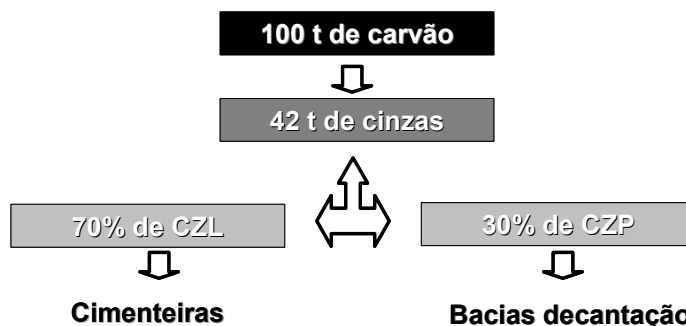 100 t de carvão
42 t de cinzas
70% de CZL
30% de CZP
Cimenteiras
Bacias decantação